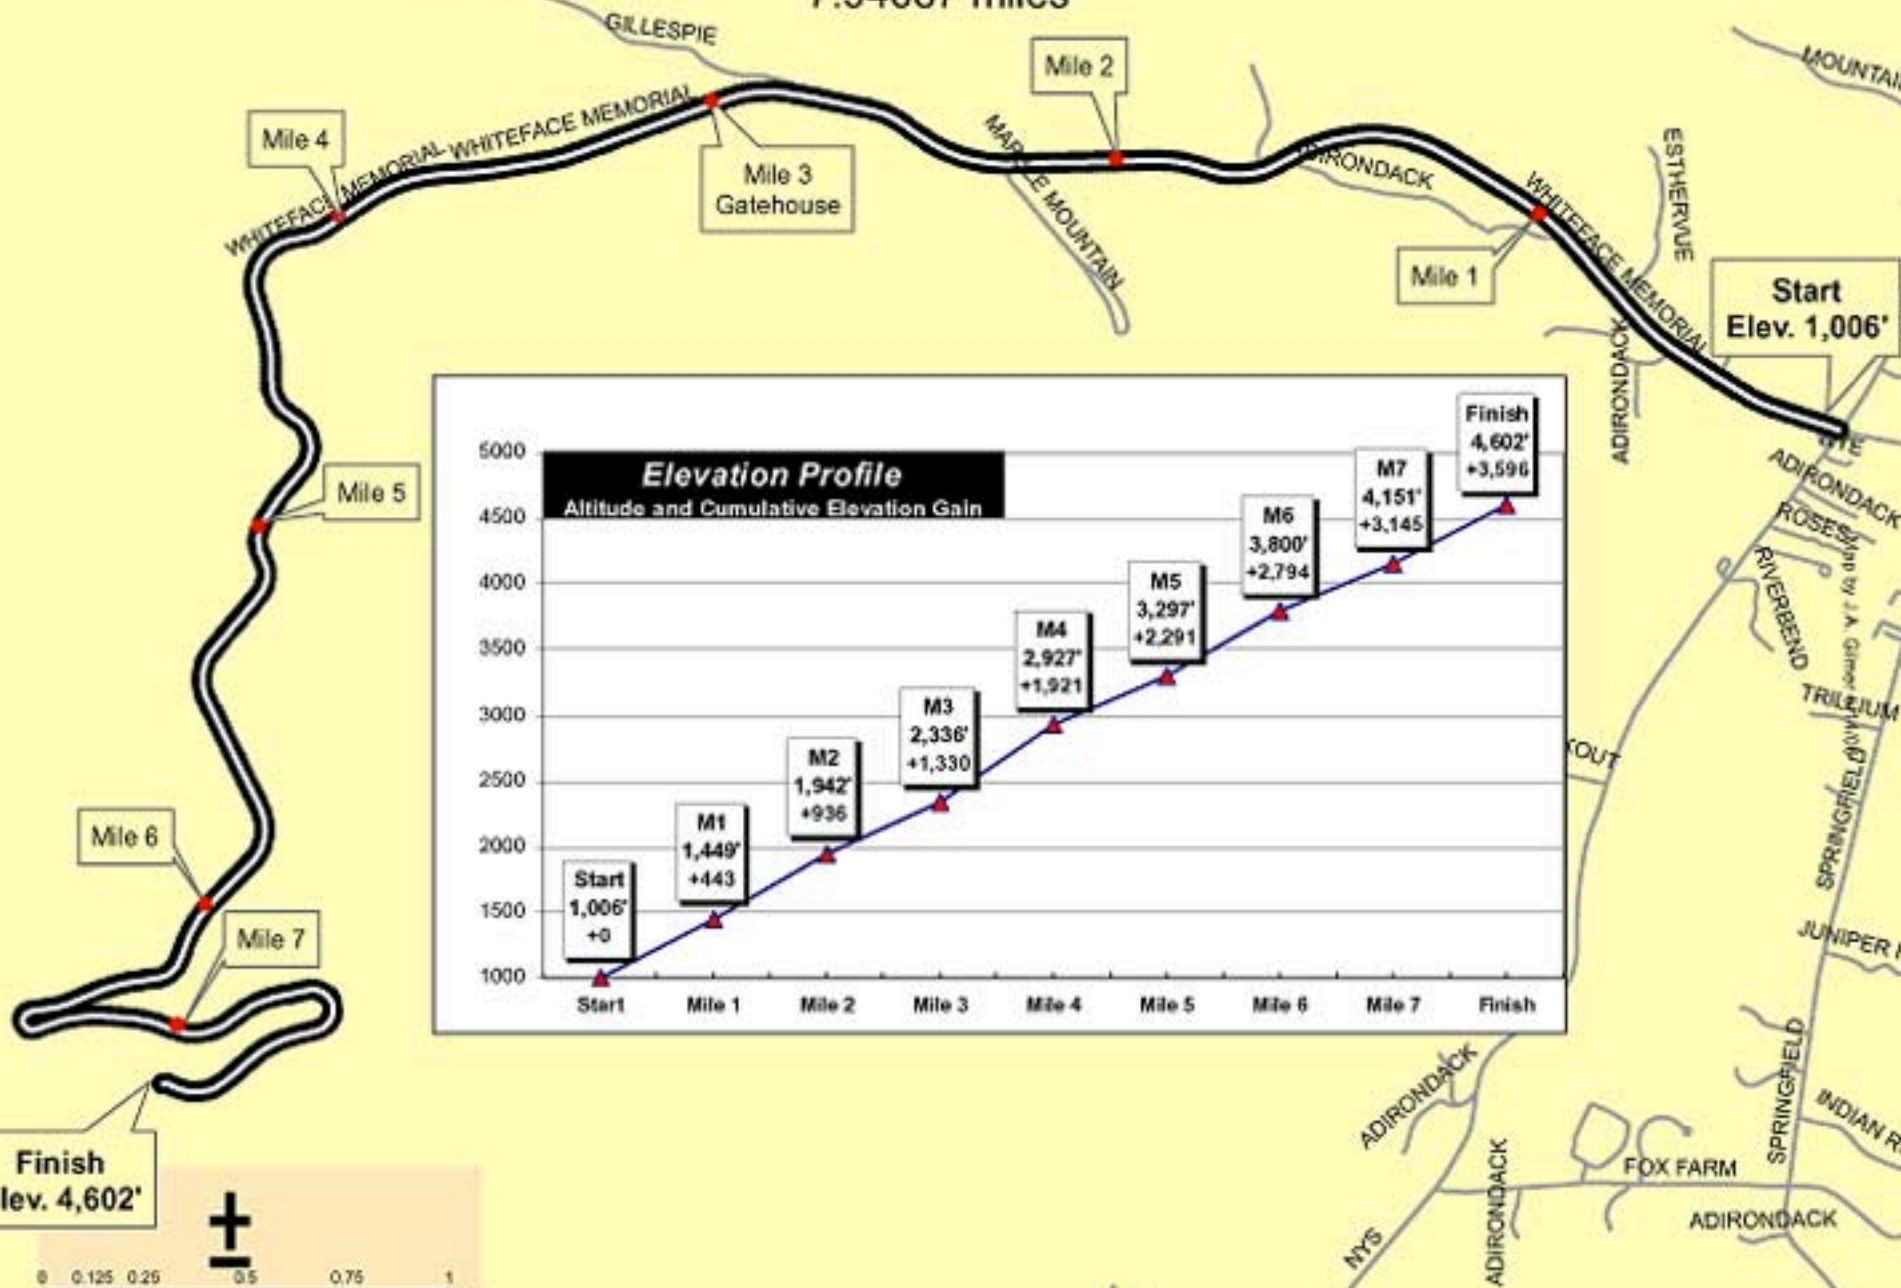 GILLESPIE
Mile 2
MOUNTAI
Mile 4
WHITEFACE MEMORIAL
WHITEFACE MEMORIAL
Mile 3
Gatehouse
MARBLE MOUNTAIN
ADIRONDACK
WHITEFACE MEMORIAL
ESTHERVUE
Mile 1
Start
Elev. 1,006'
ADIRONDACK
Mile 5
ADIRONDACK
ROSES
RIVERBEND
TRILLIUM
KOUT
SPRINGFIELD
JUNIPER
Elevation Profile
Altitude and Cumulative Elevation Gain
5000
4500
4000
3500
3000
2500
2000
1500
1000
Start
1,006'
+0
M1
1,449'
+443
M2
1,942'
+936
M3
2,336'
+1,330
M4
2,927'
+1,921
M5
3,297'
+2,291
M6
3,800'
+2,794
M7
4,151'
+3,145
Finish
4,602'
+3,596
Start Mile 1 Mile 2 Mile 3 Mile 4 Mile 5 Mile 6 Mile 7 Finish
Mile 6
Mile 7
Finish
lev. 4,602'
0 0.125 0.25 0.5 0.75 1
ADIRONDACK
SPRINGFIELD
INDIAN R
FOX FARM
ADIRONDACK
ADIRONDACK
NYS